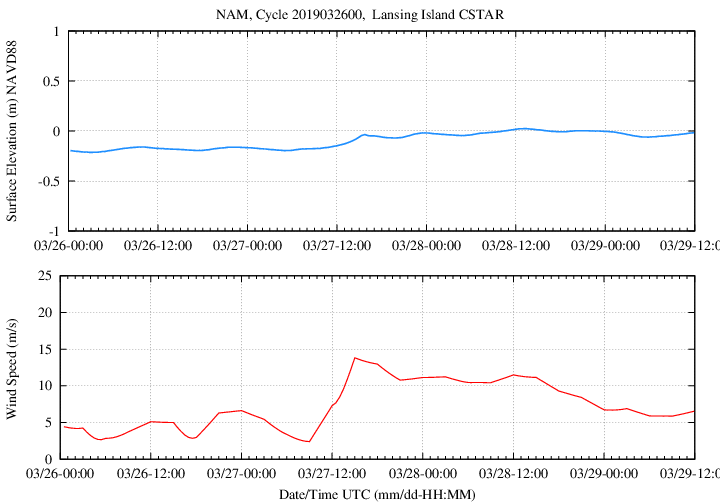 NAM, Cycle 2019032600,  Lansing Island CSTAR
Surface Elevation (m) NAVD88
1
0.5
0
-0.5
-1
03/26-00:00 03/26-12:00 03/27-00:00 03/27-12:00 03/28-00:00 03/28-12:00 03/29-00:00 03/29-12:0
Wind Speed (m/s)
25
20
15
10
5
0
03/26-00:00 03/26-12:00 03/27-00:00 03/27-12:00 03/28-00:00 03/28-12:00 03/29-00:00 03/29-12:0
Date/Time UTC (mm/dd-HH:MM)